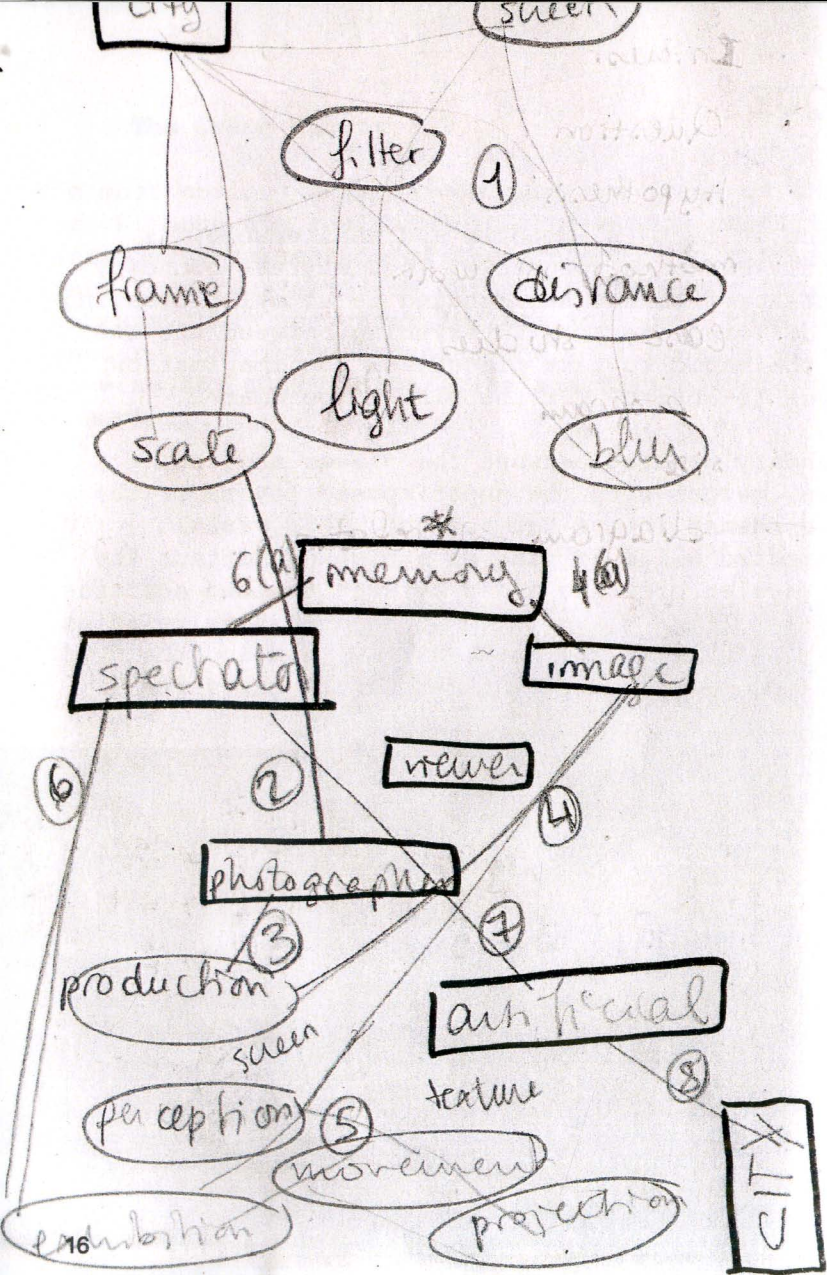 city
screen
filter
1
frame
distance
light
scale
blur
*
6(a)
memory
4(a)
spectator
image
viewer
6
2
4
photographer
3
7
production
artificial
screen
texture
8
perception
5
movement
CITY
projection
exhibition
16